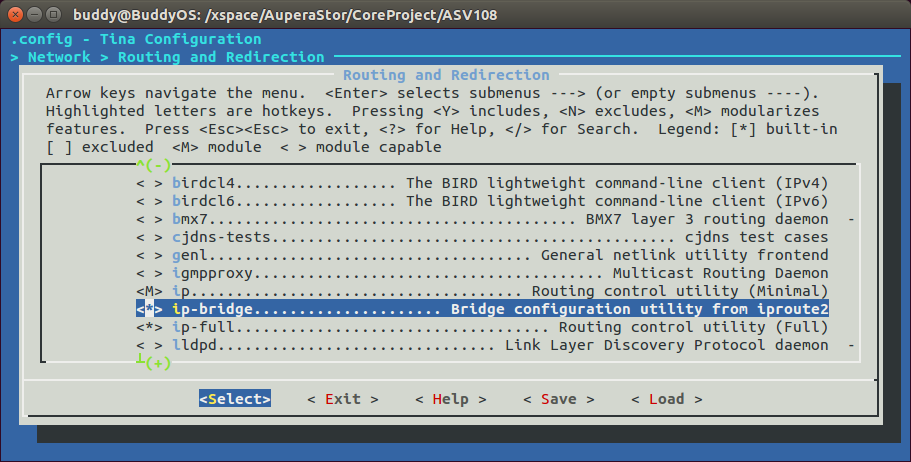 buddy@BuddyOS: /xspace/AuperaStor/CoreProject/ASV108
.config - Tina Configuration
> Network > Routing and Redirection
Routing and Redirection
Arrow keys navigate the menu.  <Enter> selects submenus ---> (or empty submenus ----).
Highlighted letters are hotkeys.  Pressing <Y> includes, <N> excludes, <M> modularizes
features.  Press <Esc><Esc> to exit, <?> for Help, </> for Search.  Legend: [*] built-in
[ ] excluded  <M> module  < > module capable
^(-)
< > birdcl4.................. The BIRD lightweight command-line client (IPv4)
< > birdcl6.................. The BIRD lightweight command-line client (IPv6)
< > bmx7......................................... BMX7 layer 3 routing daemon  -
< > cjdns-tests............................................. cjdns test cases
< > genl.................................... General netlink utility frontend
< > igmpproxy....................................... Multicast Routing Daemon
<M> ip.................................... Routing control utility (Minimal)
<*> ip-bridge..................... Bridge configuration utility from iproute2
<*> ip-full................................... Routing control utility (Full)
< > lldpd............................... Link Layer Discovery Protocol daemon  -
┴(+)
<Select>    < Exit >    < Help >    < Save >    < Load >